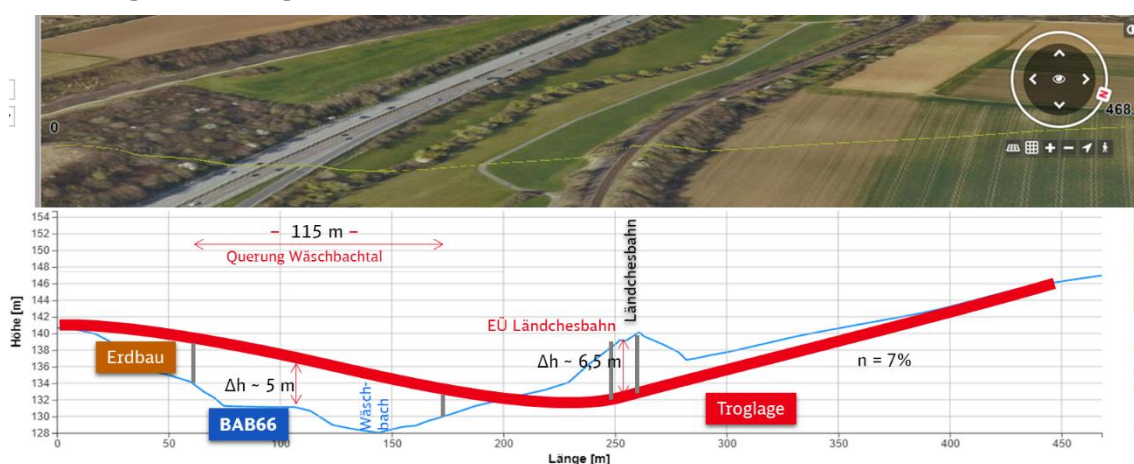 0
N
468.
154
152
– 115 m –
Ländchesbahn
150
Querung Wäschbachtal
148
146
144
142
EÜ Ländchesbahn
140
Erdbau
138
Δh ~ 6,5 m
n = 7%
136
Δh ~ 5 m
134
Wäsch-
bach
132
Troglage
130
BAB66
128
0
50
100
150
200
250
300
350
400
450
Höhe [m]
Länge [m]